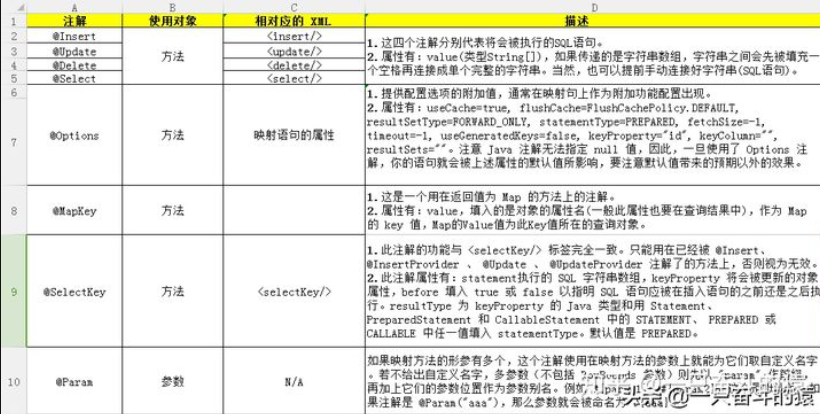 A B C D
1 注解 使用对象 相对应的 XML 描述
2 @Insert <insert/>
3 @Update <update/>
4 @Delete <delete/>
5 @Select <select/>
方法
1. 这四个注解分别代表将会被执行的SQL语句。
2. 属性有: value(类型String[]), 如果传递的是字符串数组, 字符串之间会先被填充一
个空格再连接成单个完整的字符串。当然, 也可以提前手动连接好字符串(SQL语句)。
6
7 @Options 方法 映射语句的属性
1. 提供配置选项的附加值, 通常在映射句上作为附加功能配置出现。
2. 属性有: useCache=true, flushCache=FlushCachePolicy.DEFAULT,
resultSetType=FORWARD_ONLY, statementType=PREPARED, fetchSize=-1,
timeout=-1, useGeneratedKeys=false, keyProperty="id", keyColumn="",
resultSets=""。注意 Java 注解无法指定 null 值, 因此, 一旦使用了 Options 注
解, 你的语句就会被上述属性的默认值所影响, 要注意默认值带来的预期以外的效果。
8 @MapKey 方法
1. 这是一个用在返回值为 Map 的方法上的注解。
2. 属性有: value, 填入的是对象的属性名(一般此属性也要在查询结果中), 作为 Map
的 key 值, Map的Value值为此Key值所在的查询对象。
9 @SelectKey 方法 <selectKey/>
1. 此注解的功能与 <selectKey/> 标签完全一致。只能用在已经被 @Insert、
@InsertProvider 、 @Update 、 @UpdateProvider 注解了的方法上, 否则视为无效。
2. 此注解属性有: statement执行的 SQL 字符串数组, keyProperty 将会被更新的对象
属性, before 填入 true 或 false 以指明 SQL 语句应被在插入语句的之前还是之后执
行。resultType 为 keyProperty 的 Java 类型和用 Statement、
PreparedStatement 和 CallableStatement 中的 STATEMENT、 PREPARED 或
CALLABLE 中任一值填入 statementType。默认值是 PREPARED。
10 @Param 参数 N/A
如果映射方法的形参有多个, 这个注解使用在映射方法的参数上就能为它们取自定义名字
。若不给出自定义名字, 多参数 (不包括 RowBounds 参数) 则先以 "param" 作前缀,
再加上它们的参数位置作为参数别名。例如
果注解是 @Param("aaa"), 那么参数就会被命名为
知乎 @一只奋斗的猿
头条 @一只奋斗的猿